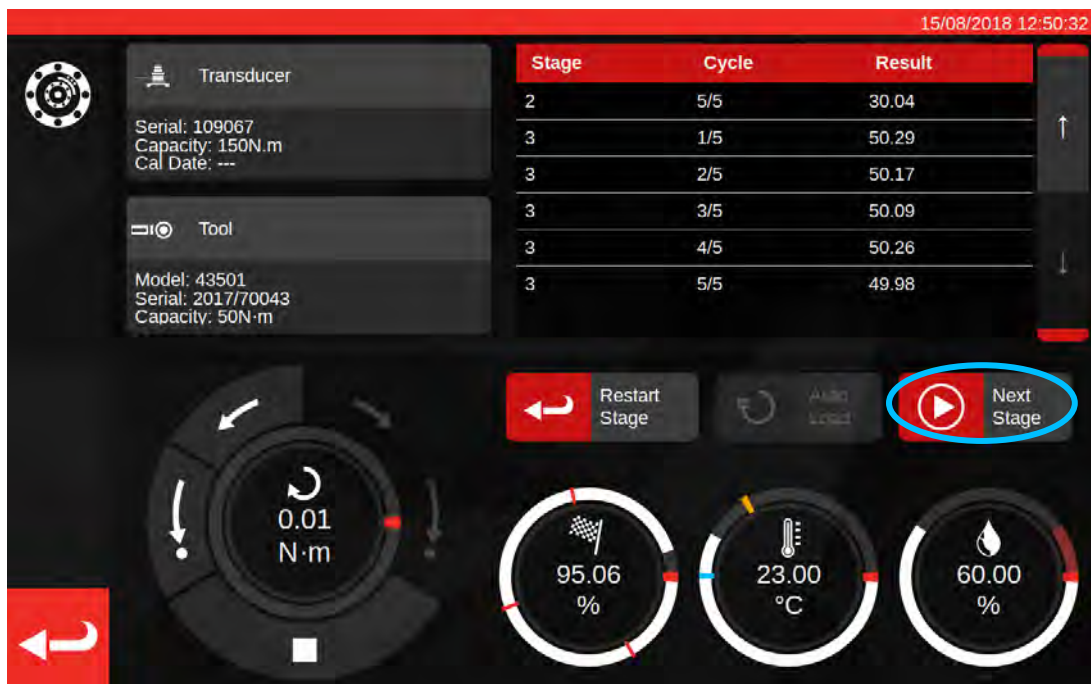 15/08/2018 12:50:32
Transducer
Serial: 109067
Capacity: 150N.m
Cal Date: ---
Tool
Model: 43501
Serial: 2017/70043
Capacity: 50N·m
Stage Cycle Result
2 5/5 30.04
3 1/5 50.29
3 2/5 50.17
3 3/5 50.09
3 4/5 50.26
3 5/5 49.98
Restart
Stage
Auto
Load
Next
Stage
0.01
N·m
95.06
%
23.00
°C
60.00
%